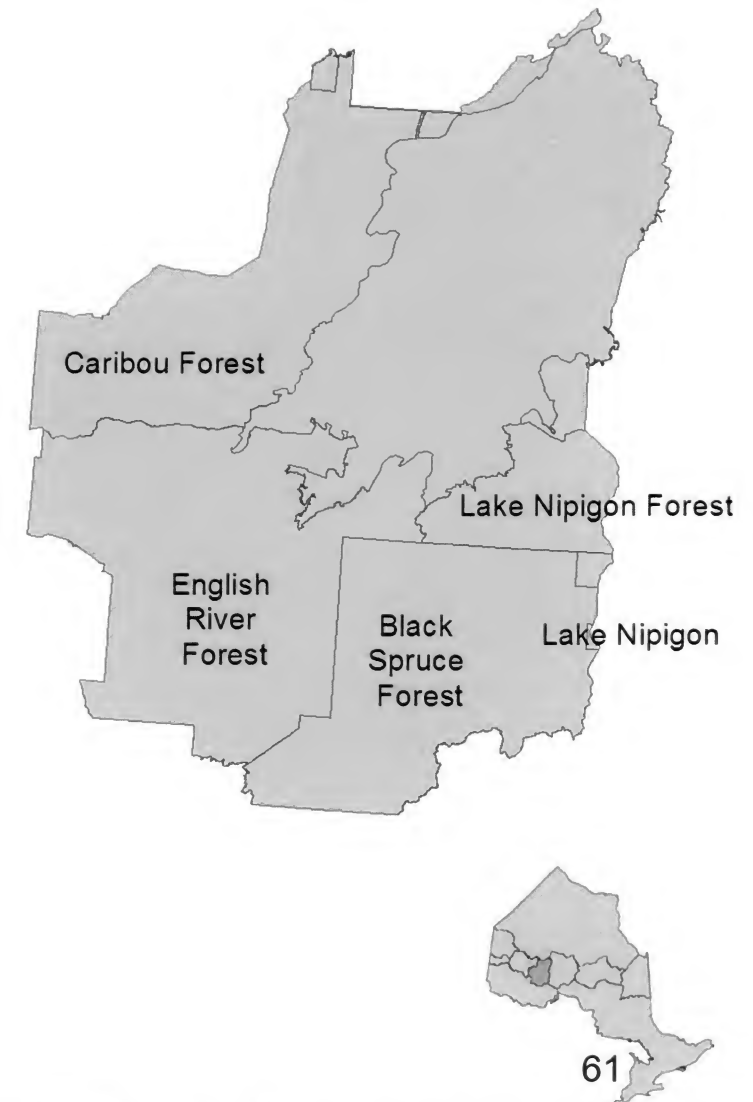 Caribou Forest
Lake Nipigon Forest
English
River
Forest
Black
Spruce
Forest
Lake Nipigon
61